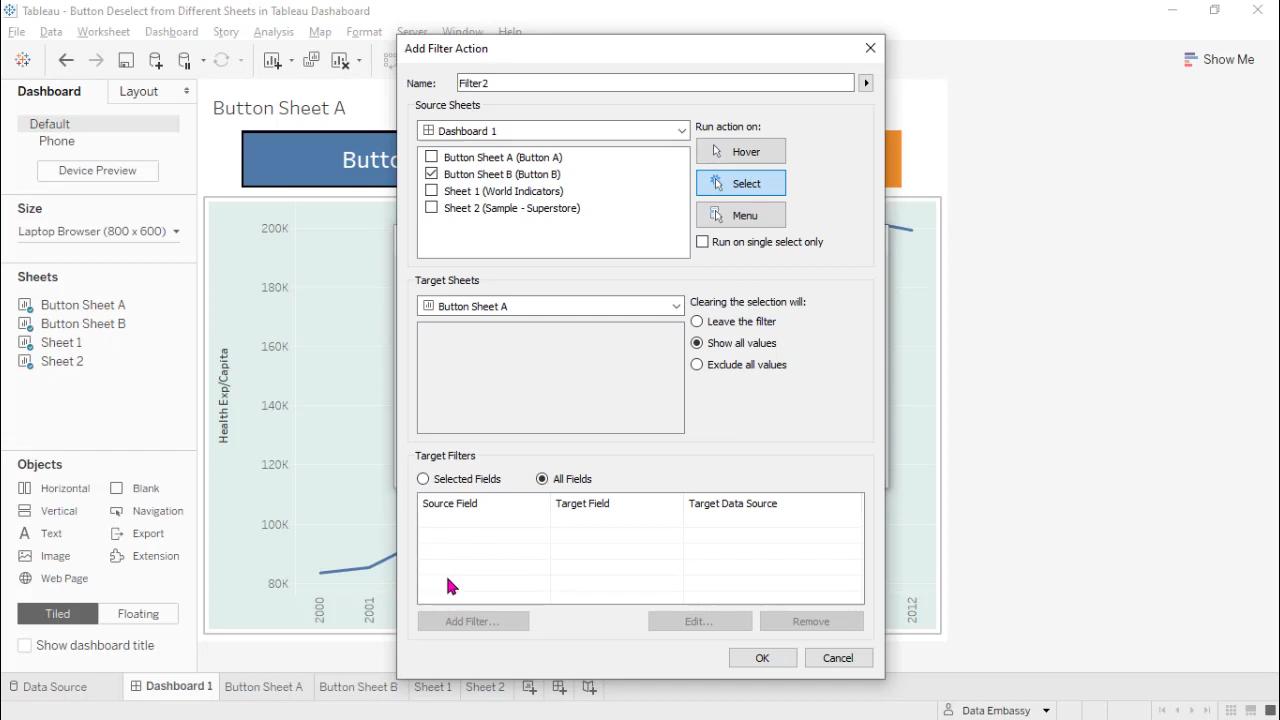 Tableau - Button Deselect from Different Sheets in Tableau Dashaboard
File Data Worksheet Dashboard Story Analysis Map Format Server Window Help
Show Me
Dashboard Layout
Default
Phone
Device Preview
Size
Laptop Browser (800 x 600)
Sheets
Button Sheet A
Button Sheet B
Sheet 1
Sheet 2
Objects
Horizontal Blank
Vertical Navigation
Text Export
Image Extension
Web Page
Tiled Floating
Show dashboard title
Button Sheet A
Health Exp/Capita
200K
180K
160K
140K
120K
100K
80K
2000
2001
2012
Add Filter Action
Name: Filter2
Source Sheets
Dashboard 1
Button Sheet A (Button A)
Button Sheet B (Button B)
Sheet 1 (World Indicators)
Sheet 2 (Sample - Superstore)
Run action on:
Hover
Select
Menu
Run on single select only
Target Sheets
Button Sheet A
Clearing the selection will:
Leave the filter
Show all values
Exclude all values
Target Filters
Selected Fields All Fields
Source Field Target Field Target Data Source
Add Filter... Edit... Remove
OK Cancel
Data Source Dashboard 1 Button Sheet A Button Sheet B Sheet 1 Sheet 2
Data Embassy